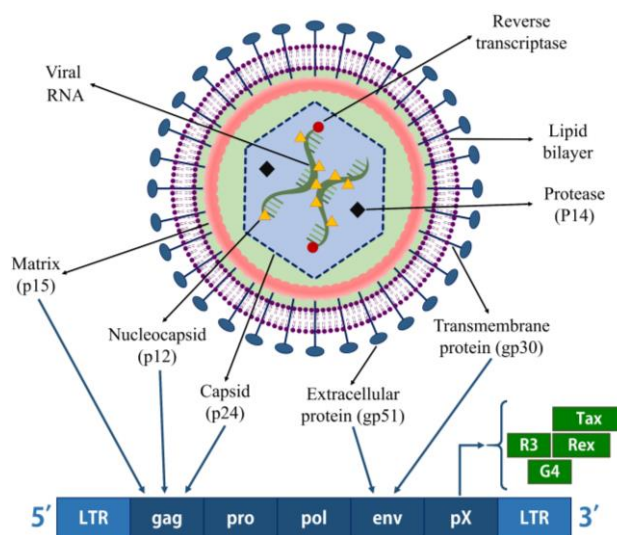 Reverse
transcriptase
Viral
RNA
Lipid
bilayer
Protease
(P14)
Matrix
(p15)
Nucleocapsid
(p12)
Capsid
(p24)
Extracellular
protein (gp51)
Transmembrane
protein (gp30)
Tax
R3 Rex
G4
5′ LTR gag pro pol env pX LTR 3′